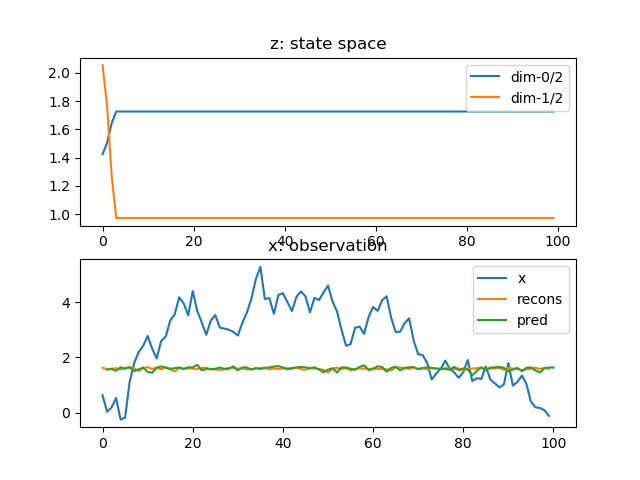 z: state space
dim-0/2
dim-1/2
2.0
1.8
1.6
1.4
1.2
1.0
0 20 40 60 80 100
x: observation
x
recons
pred
4
2
0
0 20 40 60 80 100